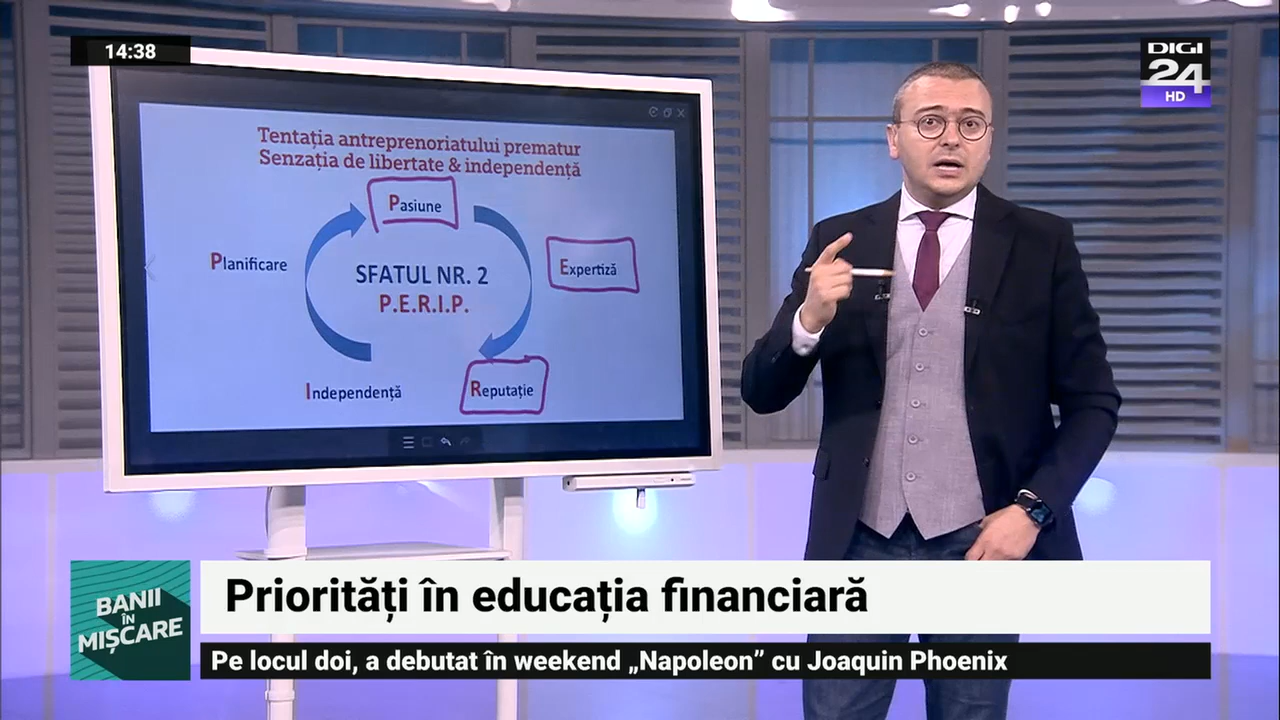 14:38
DIGI
24
HD
Tentația antreprenoriatului prematur
Senzația de libertate & independență
Pasiune
Planificare
Expertiză
SFATUL NR. 2
P.E.R.I.P.
Independență
Reputație
BANII
ÎN
MIȘCARE
Priorități în educația financiară
Pe locul doi, a debutat în weekend „Napoleon” cu Joaquin Phoenix